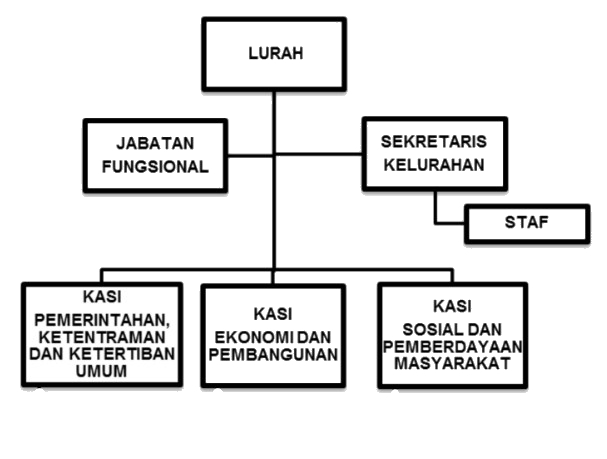 LURAH
JABATAN
FUNGSIONAL
SEKRETARIS
KELURAHAN
STAF
KASI
PEMERINTAHAN,
KETENTRAMAN
DAN KETERTIBAN
UMUM
KASI
EKONOMI DAN
PEMBANGUNAN
KASI
SOSIAL DAN
PEMBERDAYAAN
MASYARAKAT